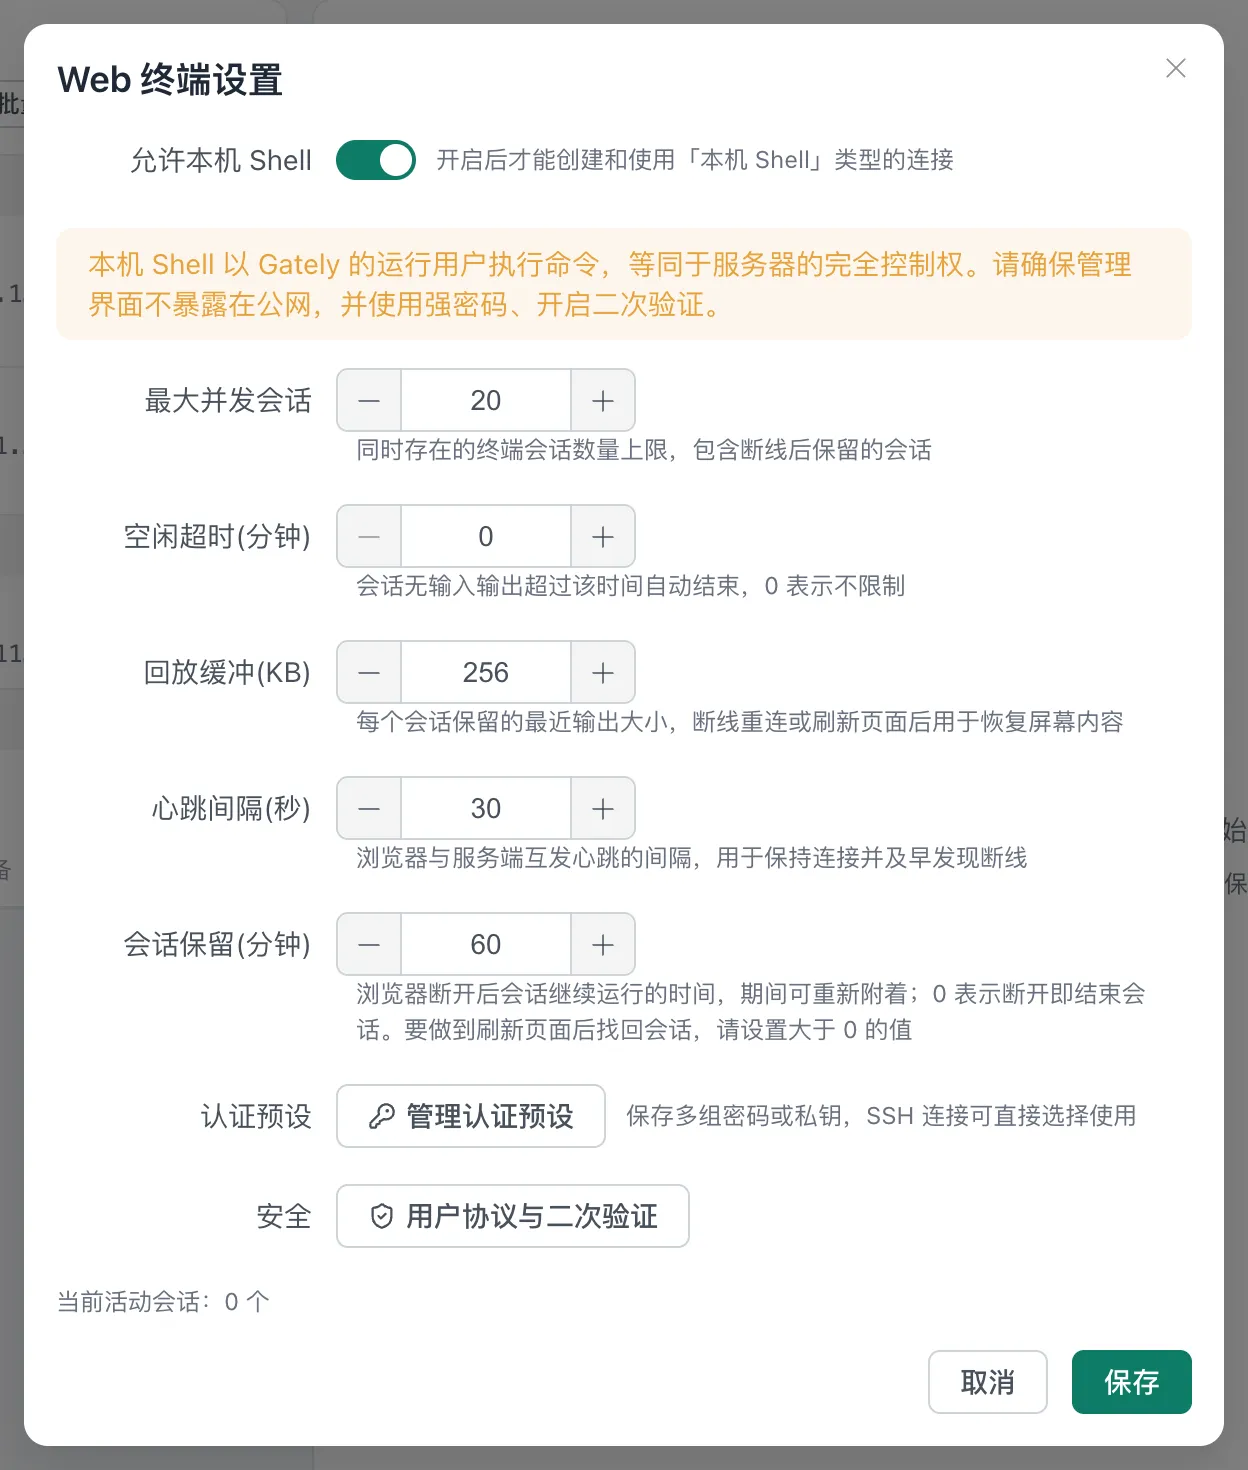 Web 终端设置
允许本机 Shell
开启后才能创建和使用「本机 Shell」类型的连接
本机 Shell 以 Gately 的运行用户执行命令，等同于服务器的完全控制权。请确保管理
界面不暴露在公网，并使用强密码、开启二次验证。
最大并发会话
20
同时存在的终端会话数量上限，包含断线后保留的会话
空闲超时(分钟)
0
会话无输入输出超过该时间自动结束，0 表示不限制
回放缓冲(KB)
256
每个会话保留的最近输出大小，断线重连或刷新页面后用于恢复屏幕内容
心跳间隔(秒)
30
浏览器与服务端互发心跳的间隔，用于保持连接并及早发现断线
会话保留(分钟)
60
浏览器断开后会话继续运行的时间，期间可重新附着；0 表示断开即结束会
话。要做到刷新页面后找回会话，请设置大于 0 的值
认证预设
管理认证预设
保存多组密码或私钥，SSH 连接可直接选择使用
安全
用户协议与二次验证
当前活动会话：0 个
取消
保存